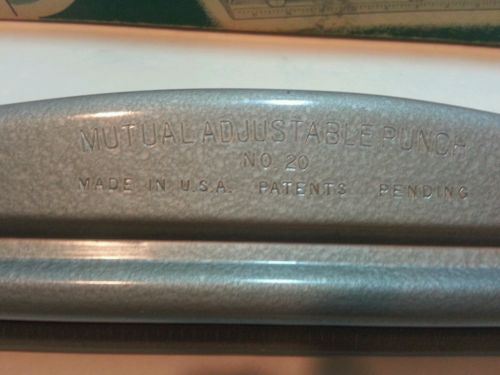 MUTUAL ADJUSTABLE PUNCH
NO 20
MADE IN U.S.A. PATENTS PENDING